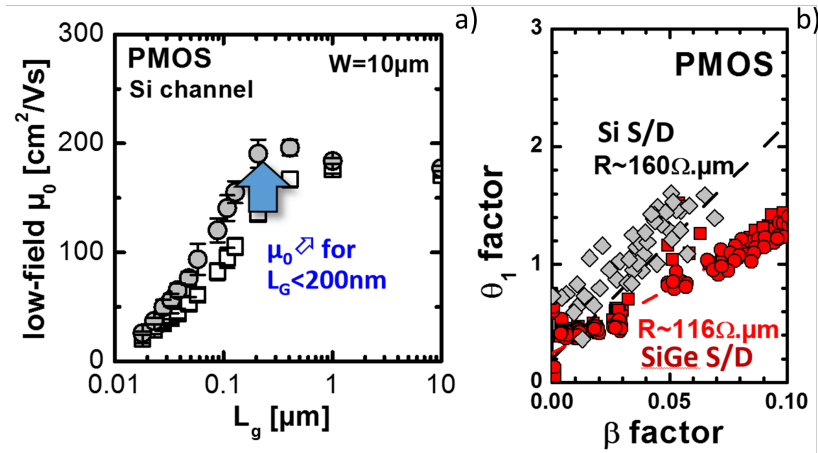 a)
300
200
100
0
low-field μ₀ [cm²/Vs]
PMOS
Si channel
W=10μm
μ₀⬀ for
L_G<200nm
0.01 0.1 1 10
L_g [μm]
b)
3
2
1
0
θ₁ factor
PMOS
Si S/D
R~160Ω.μm
R~116Ω.μm
SiGe S/D
0.00 0.05 0.10
β factor